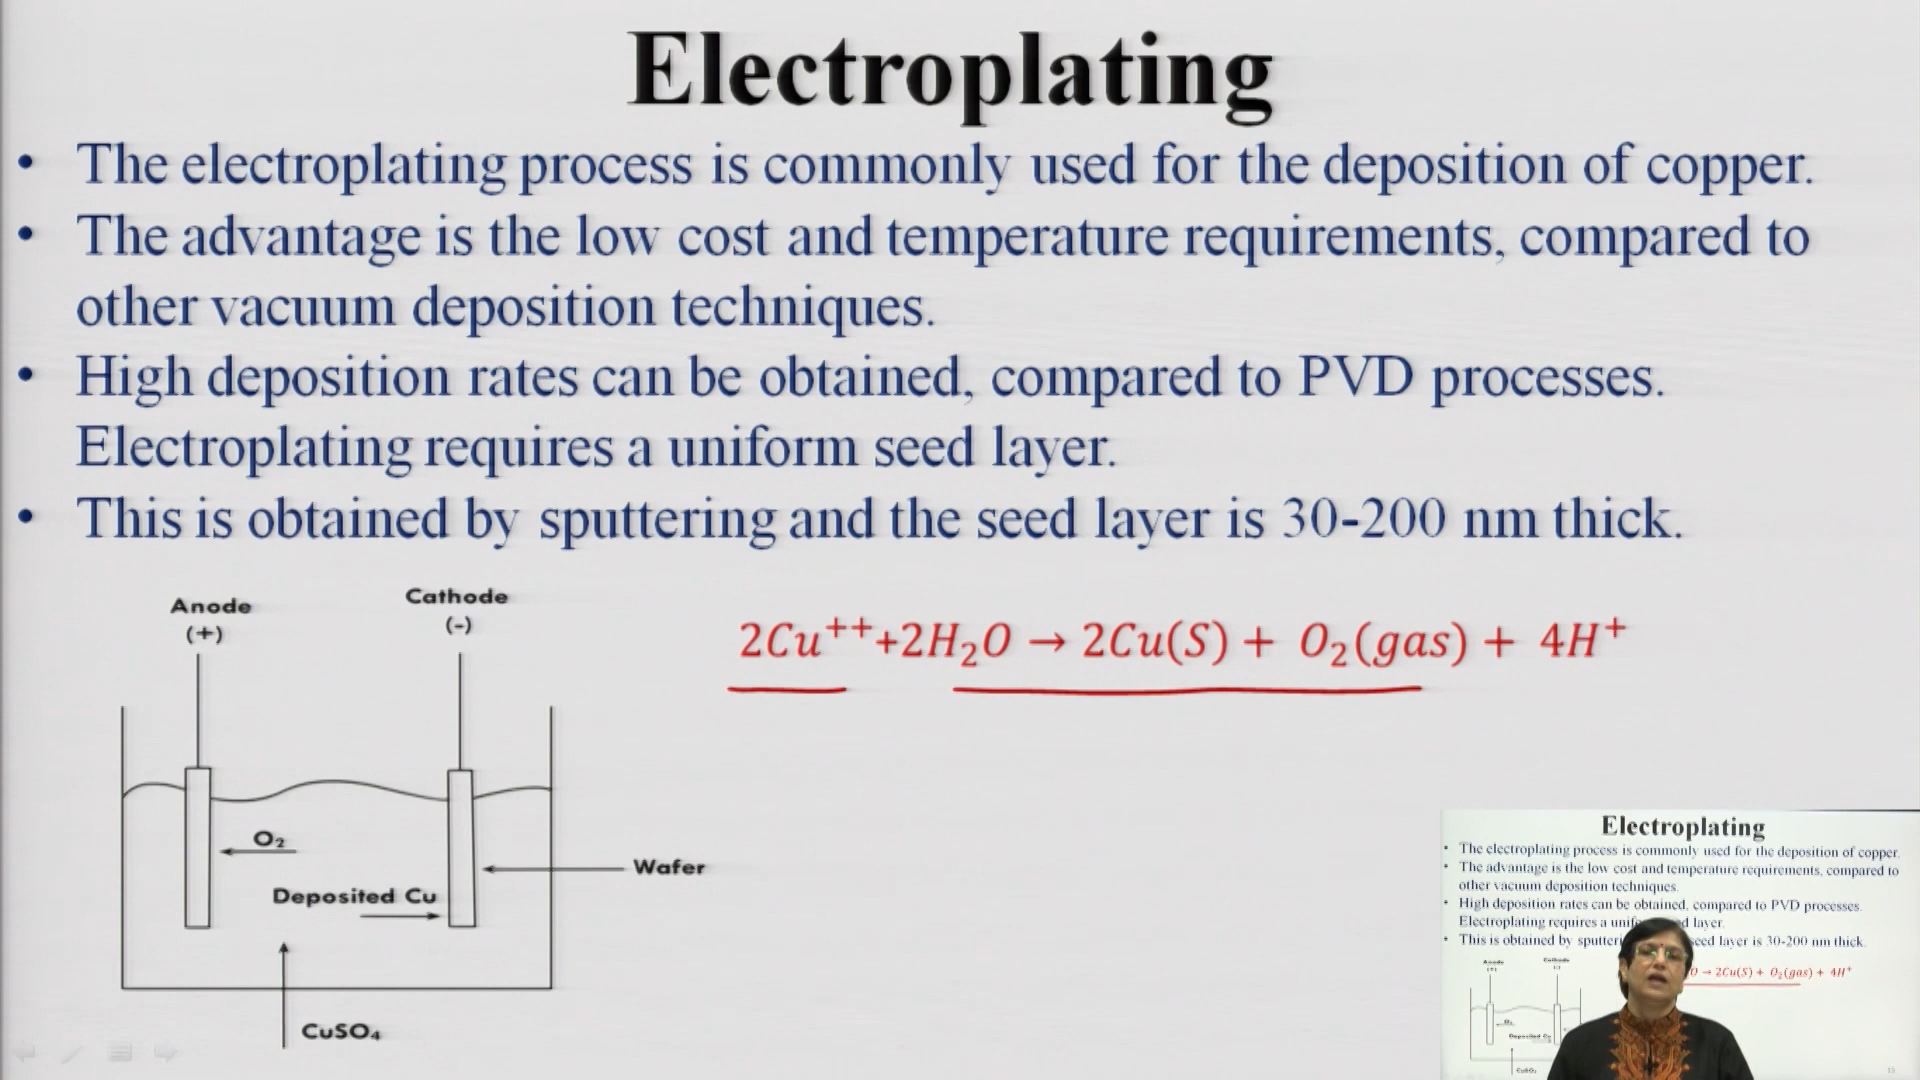 Electroplating
• The electroplating process is commonly used for the deposition of copper.
• The advantage is the low cost and temperature requirements, compared to
other vacuum deposition techniques.
• High deposition rates can be obtained, compared to PVD processes.
Electroplating requires a uniform seed layer.
• This is obtained by sputtering and the seed layer is 30-200 nm thick.
Anode
(+)
Cathode
(-)
2Cu⁺⁺+2H₂O → 2Cu(S) + O₂(gas) + 4H⁺
O₂
Wafer
Deposited Cu
CuSO₄
Electroplating
• The electroplating process is commonly used for the deposition of copper.
• The advantage is the low cost and temperature requirements, compared to
other vacuum deposition techniques.
• High deposition rates can be obtained, compared to PVD processes.
Electroplating requires a layer.
• This is obtained by seed layer is 30-200 nm thick.
Anode
(+)
Cathode
(-)
O → 2Cu(S) + O₂(gas) + 4H⁺
O₂
Deposited Cu
CuSO₄
15